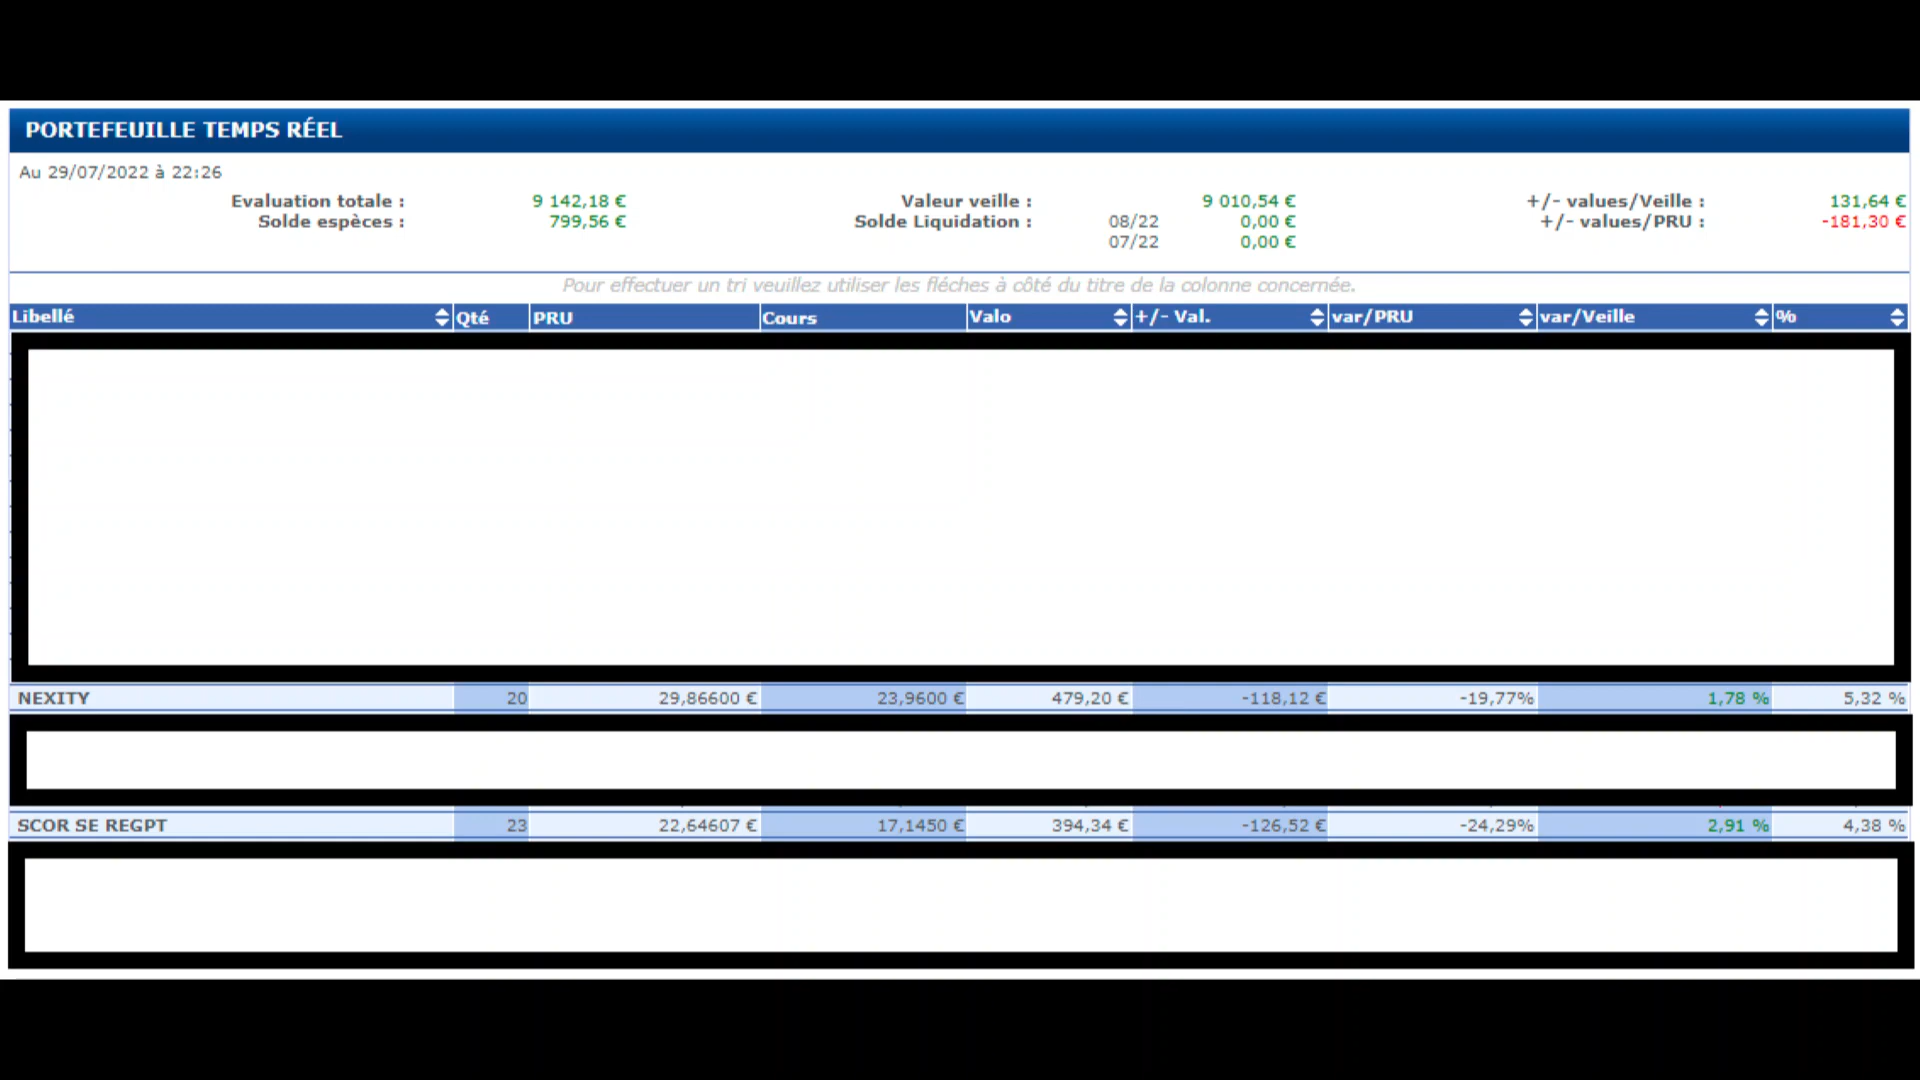 PORTEFEUILLE TEMPS RÉEL
Au 29/07/2022 à 22:26
Evaluation totale : 9 142,18 € Valeur veille : 9 010,54 € +/- values/Veille : 131,64 €
Solde espèces : 799,56 € Solde Liquidation : 08/22 0,00 € +/- values/PRU : -181,30 €
07/22 0,00 €
Pour effectuer un tri veuillez utiliser les fléches à côté du titre de la colonne concernée.
Libellé Qté PRU Cours Valo +/- Val. var/PRU var/Veille %
NEXITY 20 29,86600 € 23,9600 € 479,20 € -118,12 € -19,77% 1,78 % 5,32 %
SCOR SE REGPT 23 22,64607 € 17,1450 € 394,34 € -126,52 € -24,29% 2,91 % 4,38 %